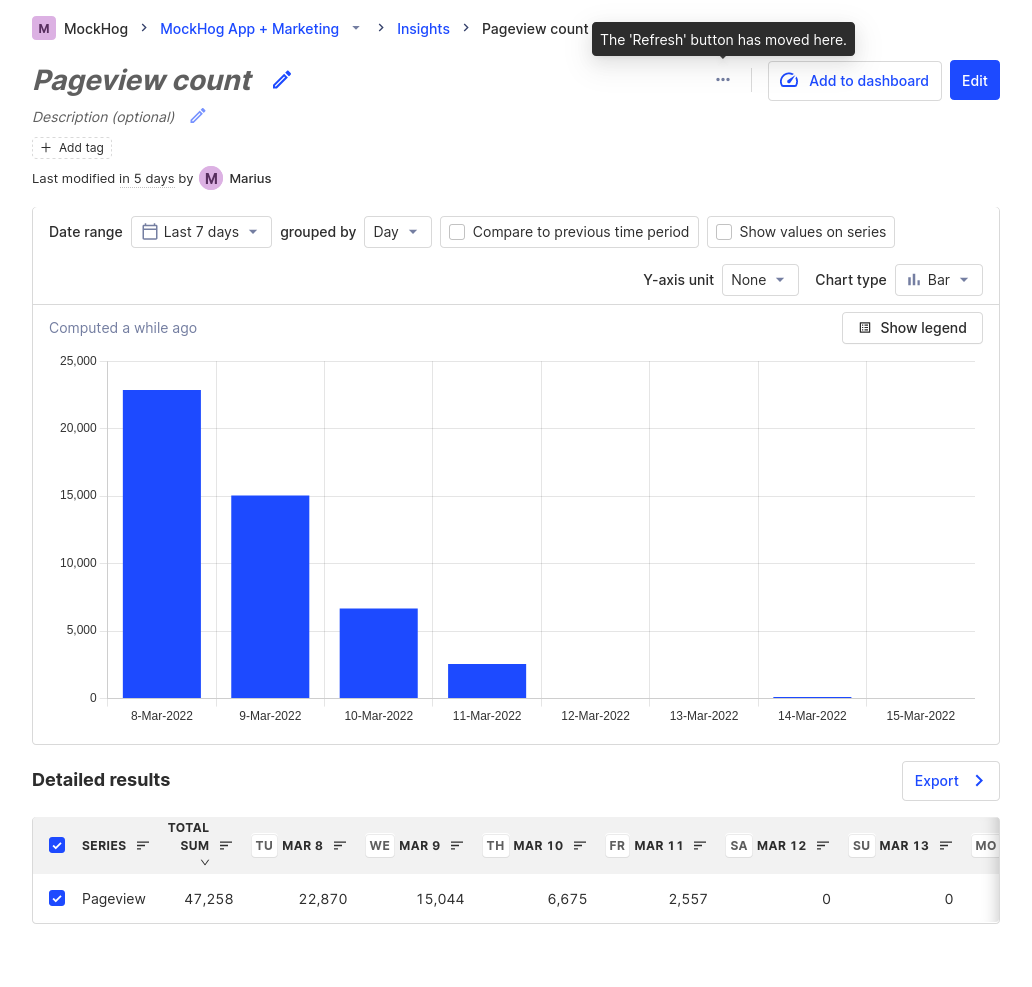 M MockHog MockHog App + Marketing Insights Pageview count
The 'Refresh' button has moved here.
Pageview count
Add to dashboard Edit
Description (optional)
Add tag
Last modified in 5 days by M Marius
Date range Last 7 days grouped by Day Compare to previous time period Show values on series
Y-axis unit None Chart type Bar
Computed a while ago Show legend
25,000
20,000
15,000
10,000
5,000
0
8-Mar-2022 9-Mar-2022 10-Mar-2022 11-Mar-2022 12-Mar-2022 13-Mar-2022 14-Mar-2022 15-Mar-2022
Detailed results Export
SERIES TOTAL SUM TU MAR 8 WE MAR 9 TH MAR 10 FR MAR 11 SA MAR 12 SU MAR 13 MO
Pageview 47,258 22,870 15,044 6,675 2,557 0 0